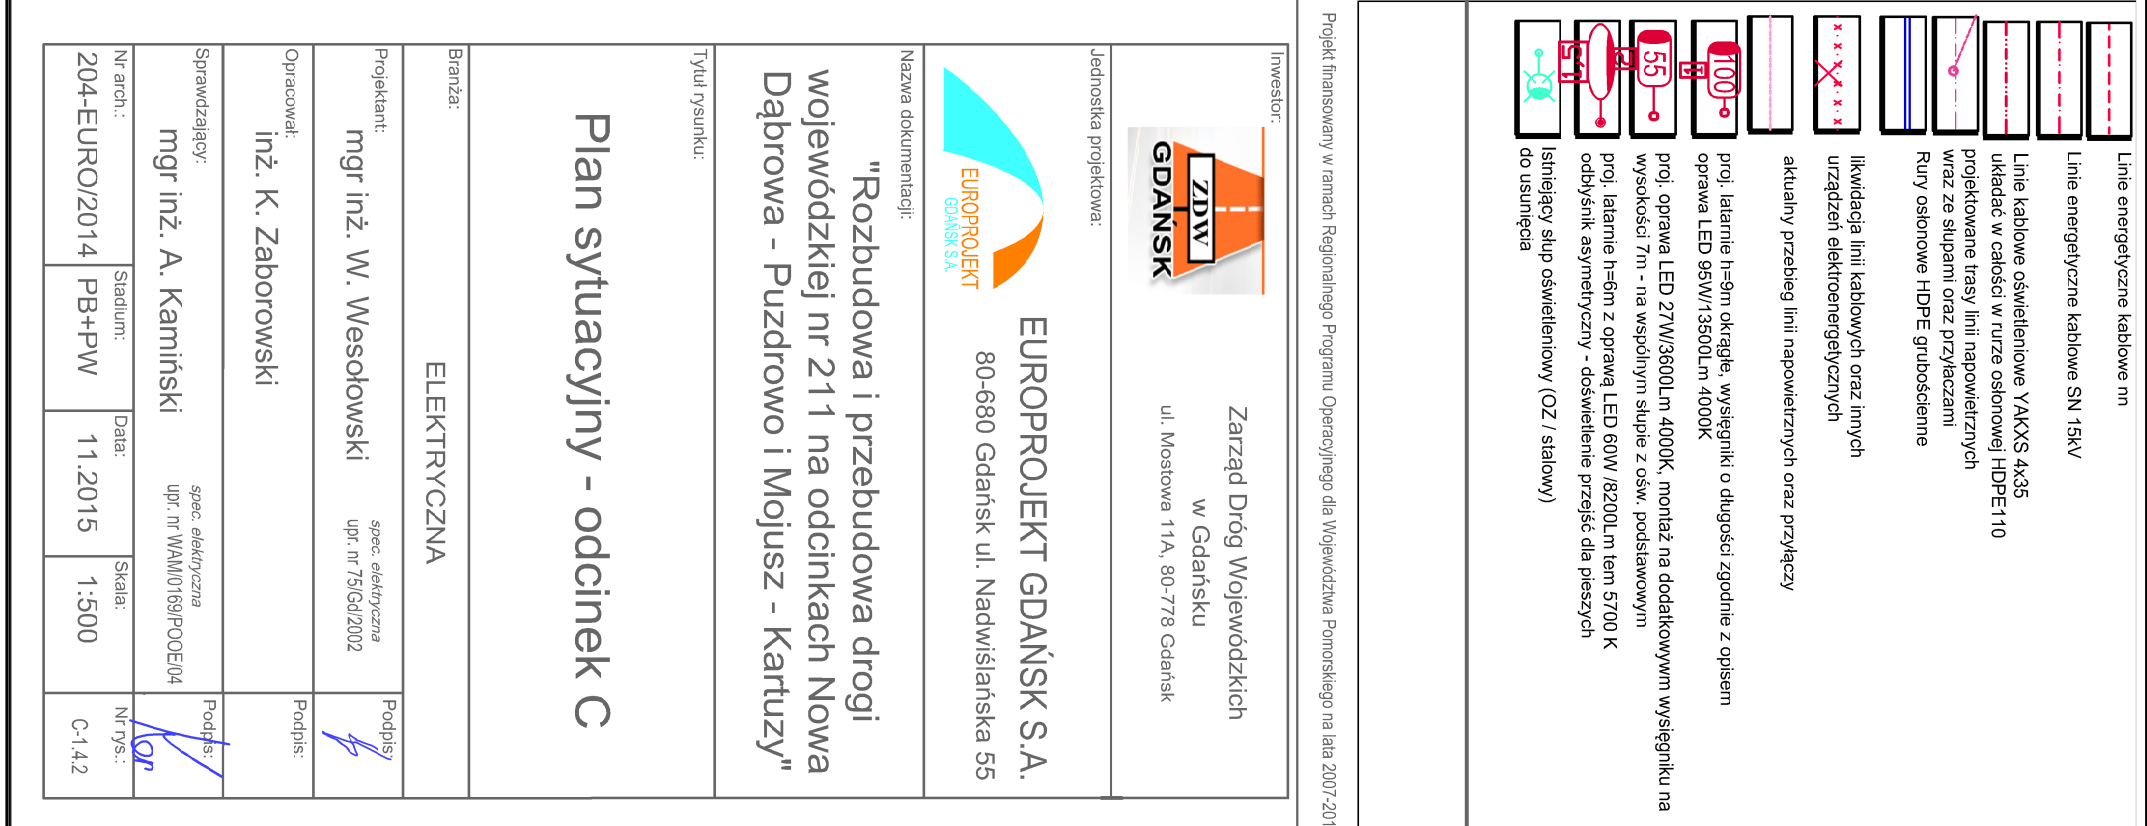 Linie energetyczne kablowe nn
Linie energetyczne kablowe SN 15kV
Linie kablowe oświetleniowe YAKXS 4x35
układać w całości w rurze osłonowej HDPE110
projektowane trasy linii napowietrznych
wraz ze słupami oraz przyłaczami
Rury osłonowe HDPE grubościenne
likwidacja linii kablowych oraz innych
urządzeń elektroenergetycznych
aktualny przebieg linii napowietrznych oraz przyłączy
100
11
proj. latarnie h=9m okrągłe, wysięgniki o długości zgodnie z opisem
oprawa LED 95W/13500Lm 4000K
55
proj. oprawa LED 27W/3600Lm 4000K, montaż na dodatkowym wysięgniku na
wysokości 7m - na wspólnym słupie z ośw. podstawowym
proj. latarnie h=6m z oprawą LED 60W /8200Lm tem 5700 K
odbłyśnik asymetryczny - doświetlenie przejść dla pieszych
Istniejący słup oświetleniowy (OZ / stalowy)
do usunięcia
Projekt finansowany w ramach Regionalnego Programu Operacyjnego dla Województwa Pomorskiego na lata 2007-201
Inwestor:
ZDW
GDAŃSK
Zarząd Dróg Wojewódzkich
w Gdańsku
ul. Mostowa 11A, 80-778 Gdańsk
Jednostka projektowa:
EUROPROJEKT
GDAŃSK S.A.
EUROPROJEKT GDAŃSK S.A.
80-680 Gdańsk ul. Nadwiślańska 55
Nazwa dokumentacji:
"Rozbudowa i przebudowa drogi
wojewódzkiej nr 211 na odcinkach Nowa
Dąbrowa - Puzdrowo i Mojusz - Kartuzy"
Tytuł rysunku:
Plan sytuacyjny - odcinek C
Branża:
ELEKTRYCZNA
Projektant:
mgr inż. W. Wesołowski
spec. elektryczna
upr. nr 75/Gd/2002
Podpis:
Opracował:
inż. K. Zaborowski
Podpis:
Sprawdzający:
mgr inż. A. Kamiński
spec. elektryczna
upr. nr WAM/0169/POOE/04
Podpis:
Nr arch.:
204-EURO/2014
Stadium:
PB+PW
Data:
11.2015
Skala:
1:500
Nr rys.:
C-1.4.2